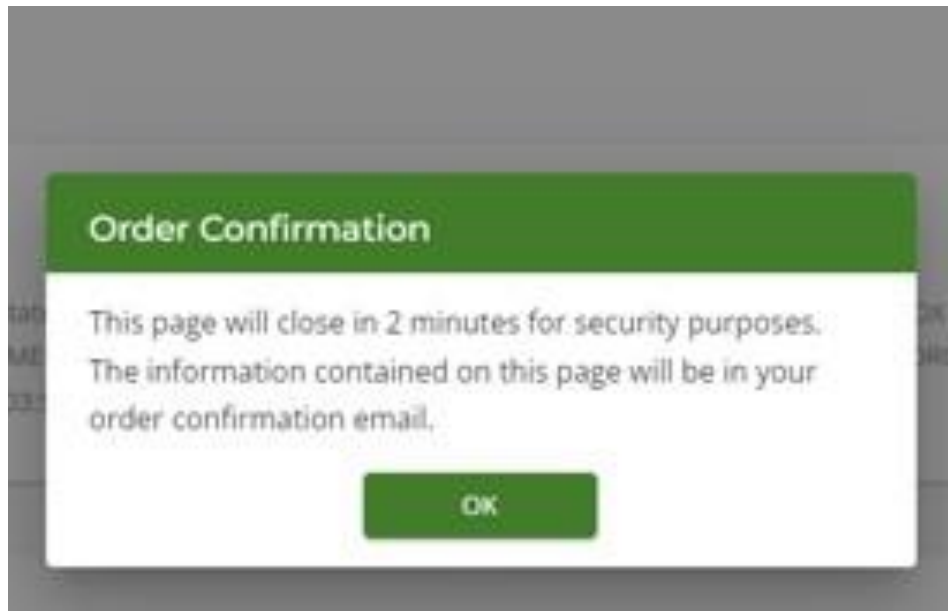 Order Confirmation
This page will close in 2 minutes for security purposes.
The information contained on this page will be in your
order confirmation email.
OK